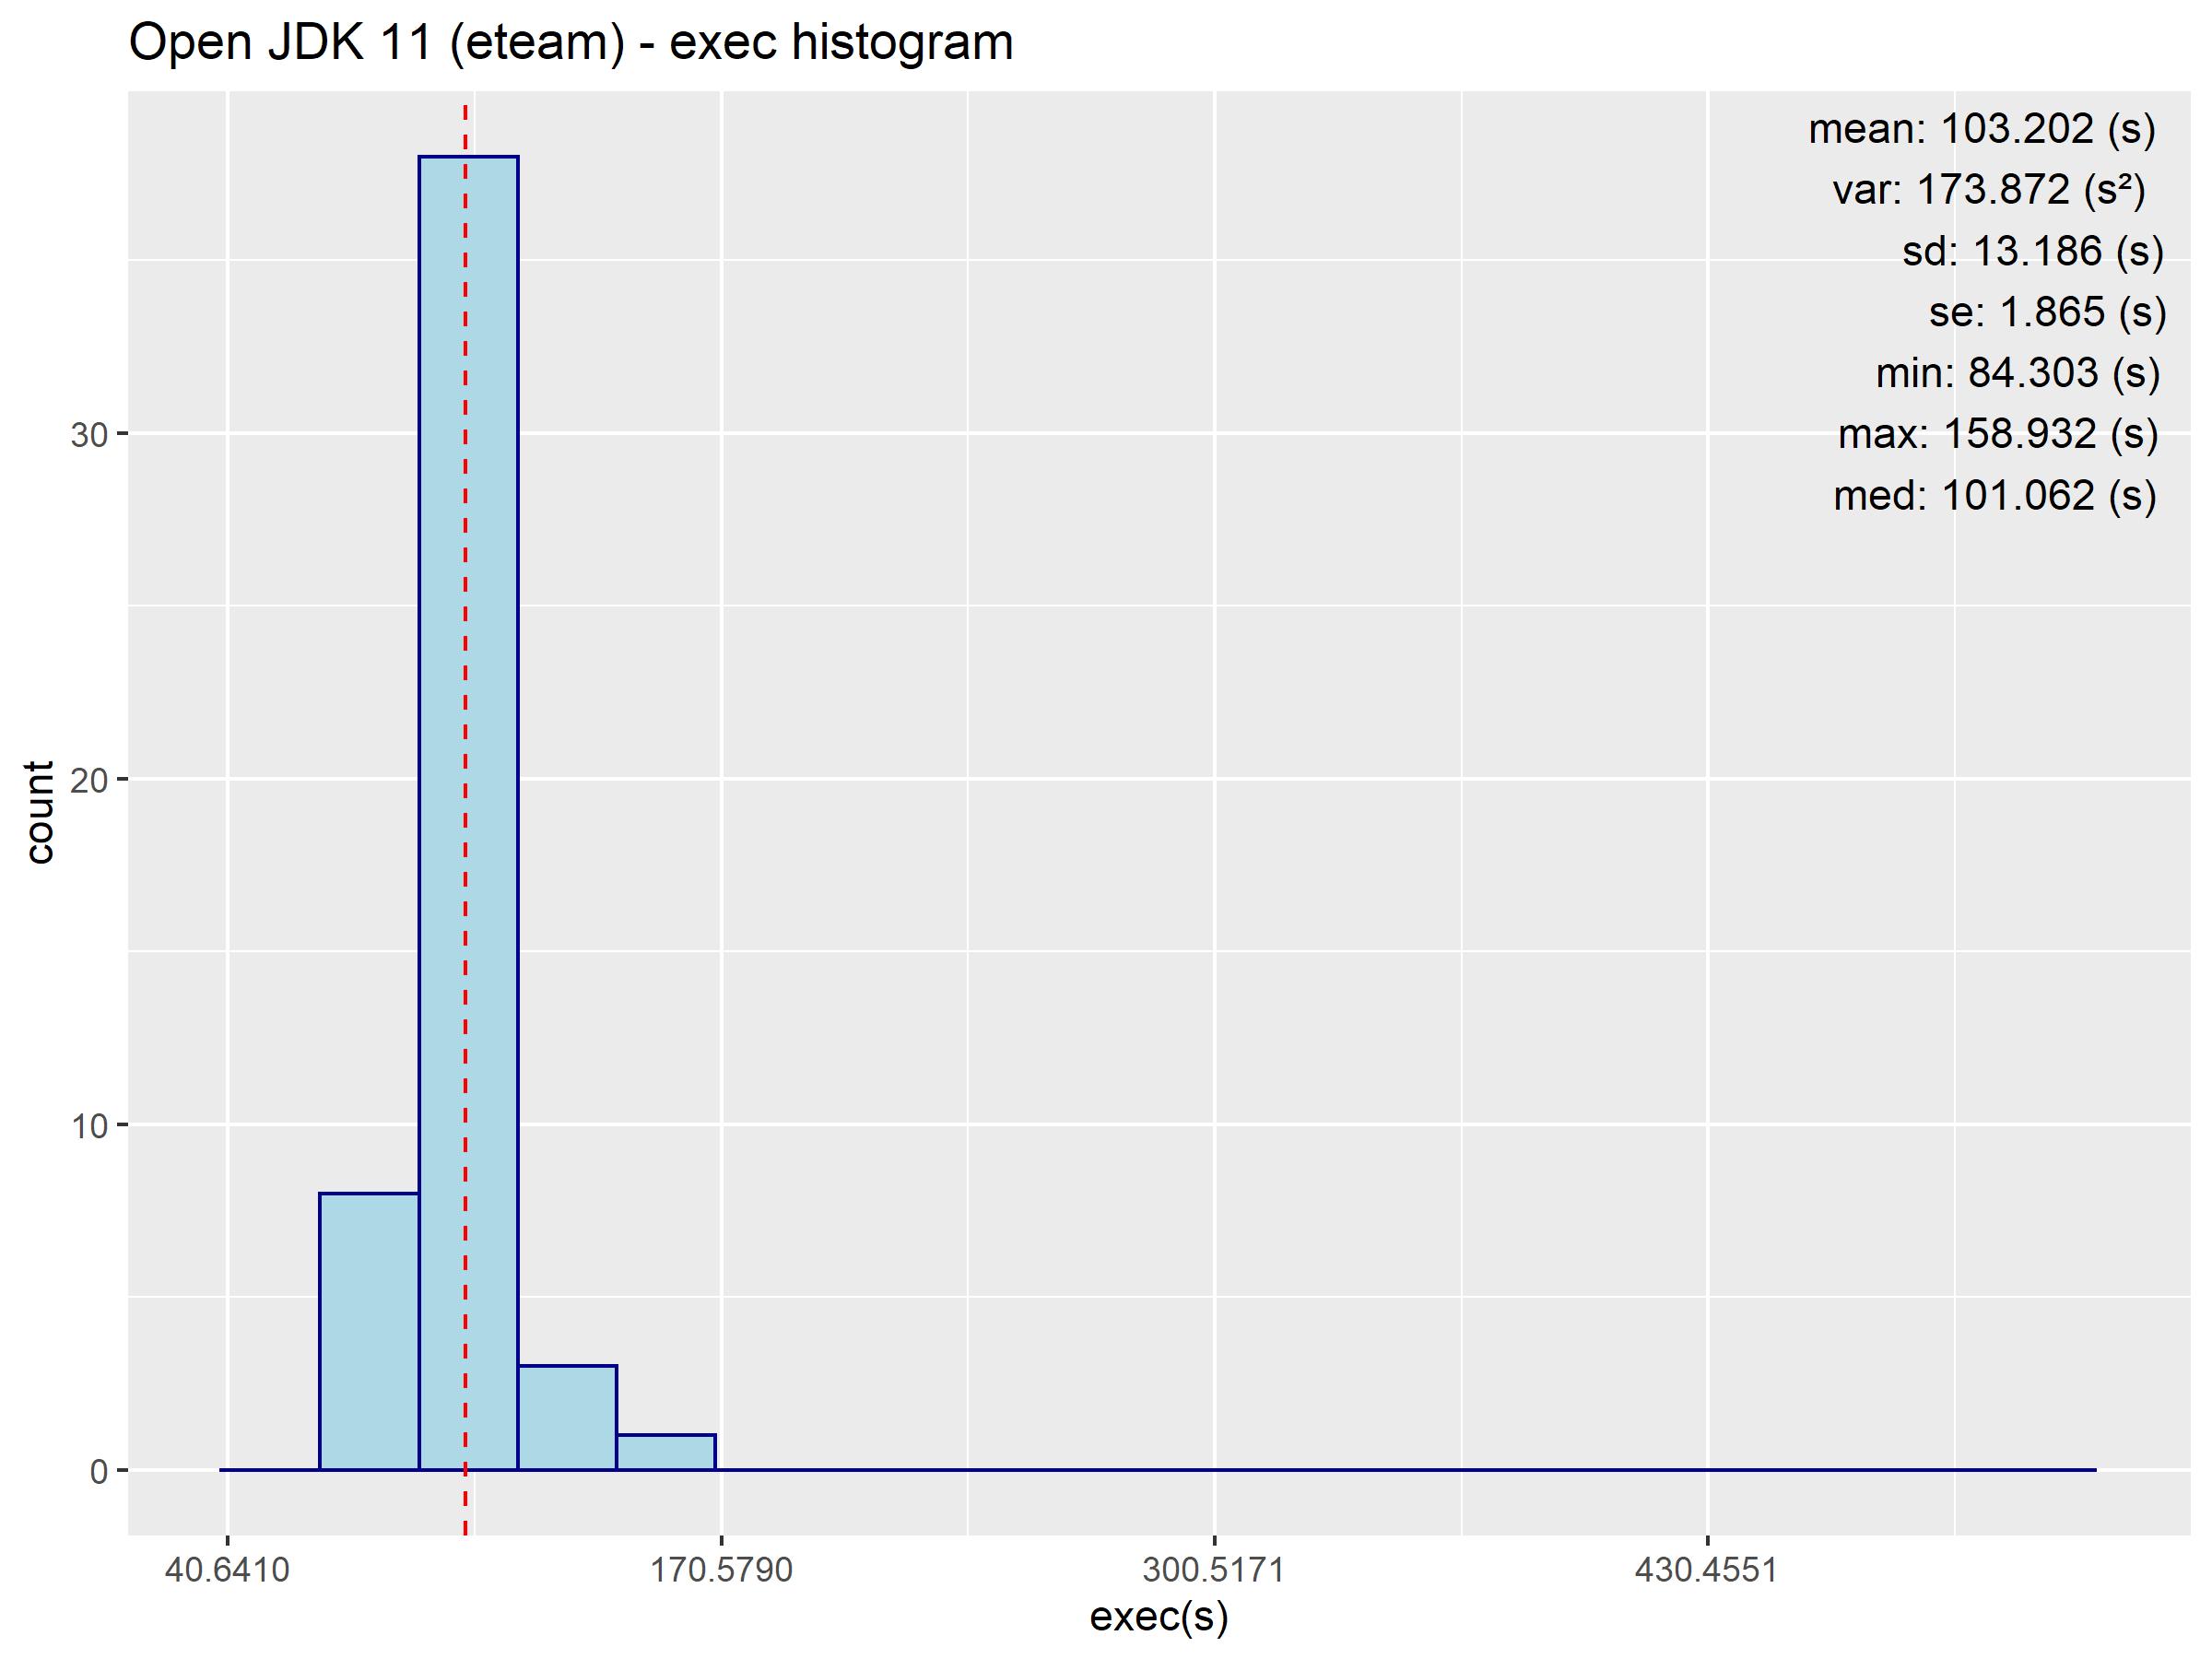 Open JDK 11 (eteam) - exec histogram
mean: 103.202 (s)
var: 173.872 (s²)
sd: 13.186 (s)
se: 1.865 (s)
min: 84.303 (s)
max: 158.932 (s)
med: 101.062 (s)
30
20
10
0
count
40.6410 170.5790 300.5171 430.4551
exec(s)